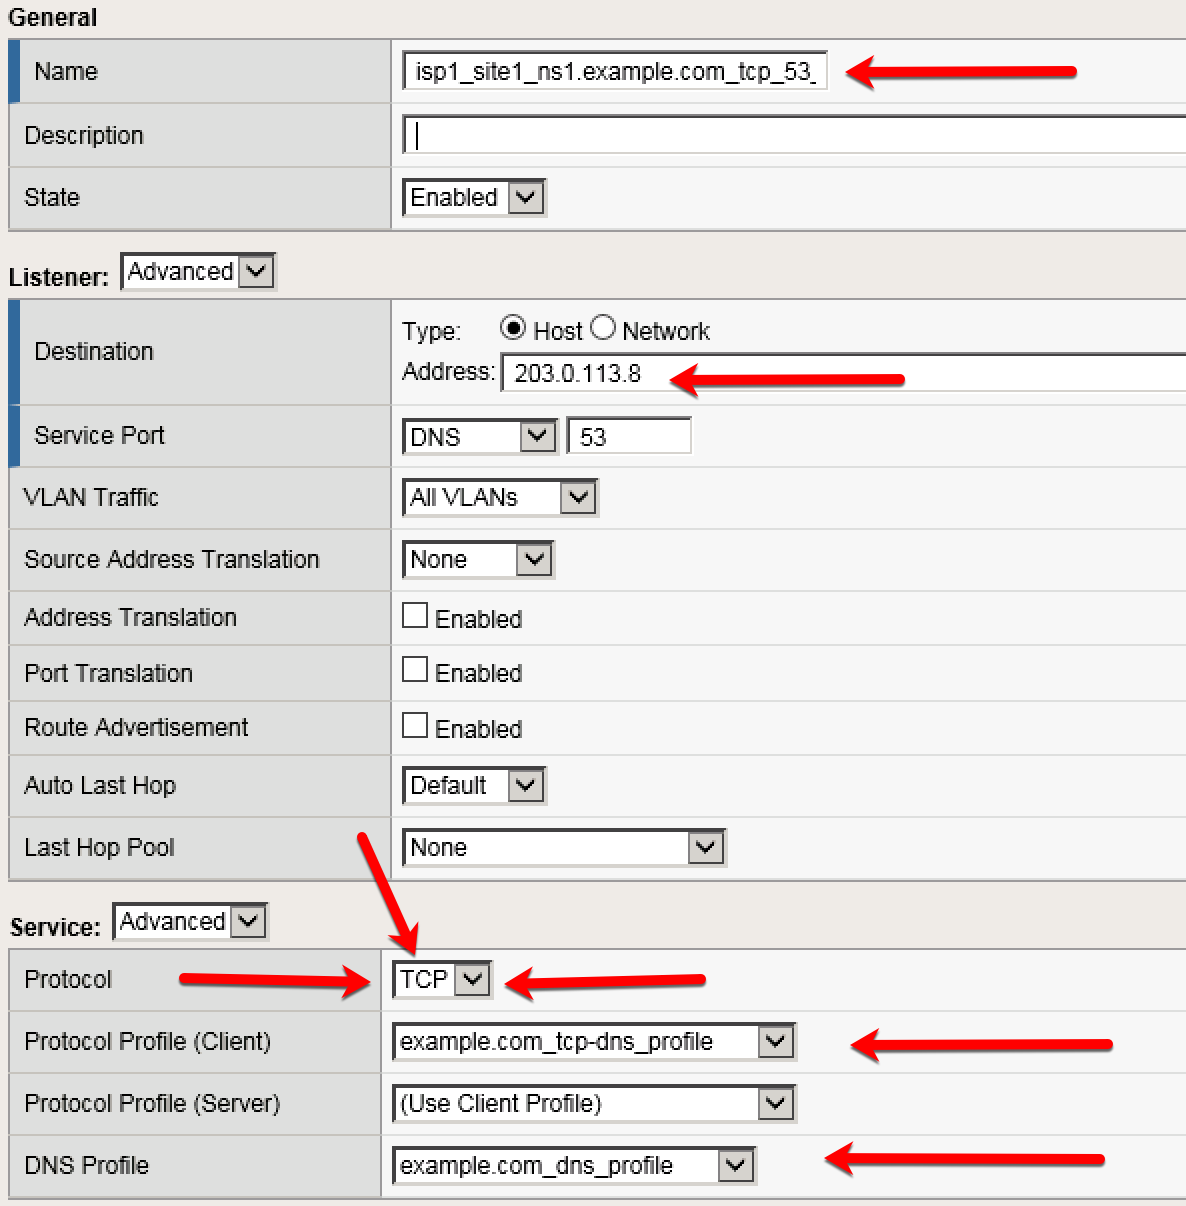 General
Name isp1_site1_ns1.example.com_tcp_53_
Description
State Enabled
Listener: Advanced
Destination Type: Host Network
Address: 203.0.113.8
Service Port DNS 53
VLAN Traffic All VLANs
Source Address Translation None
Address Translation Enabled
Port Translation Enabled
Route Advertisement Enabled
Auto Last Hop Default
Last Hop Pool None
Service: Advanced
Protocol TCP
Protocol Profile (Client) example.com_tcp-dns_profile
Protocol Profile (Server) (Use Client Profile)
DNS Profile example.com_dns_profile